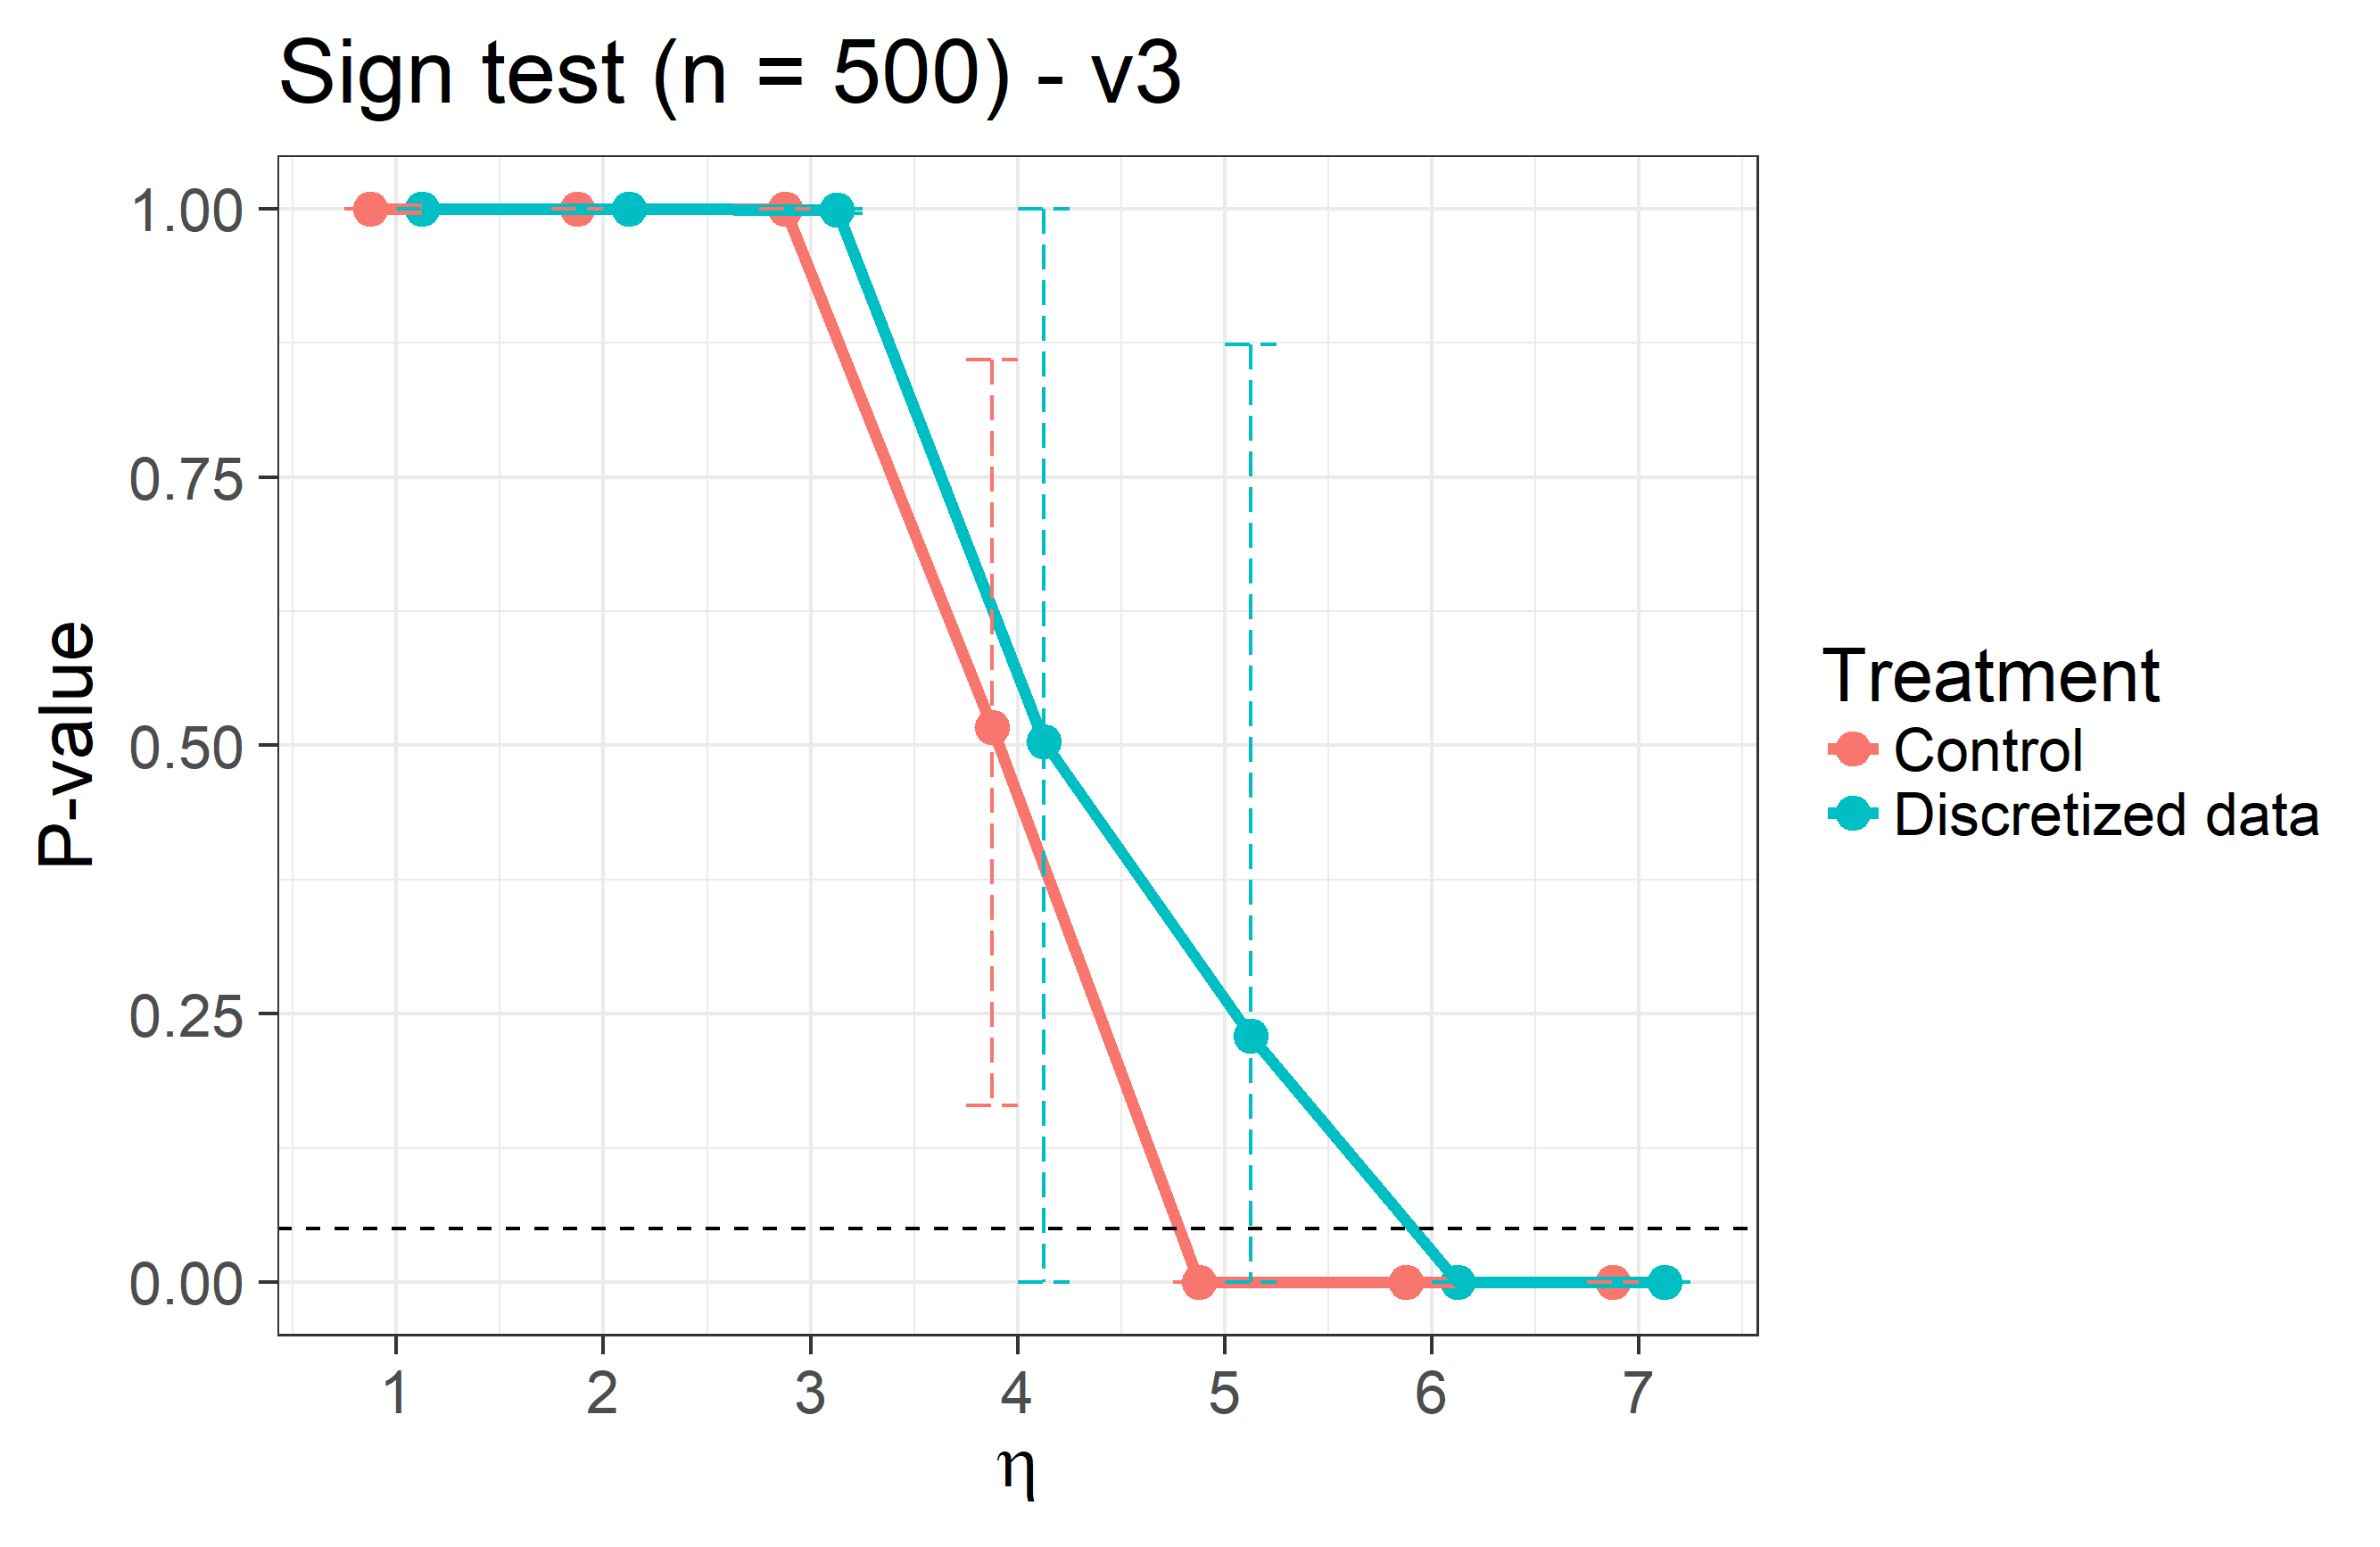 Sign test (n = 500) - v3
P-value
1.00
0.75
0.50
0.25
0.00
1 2 3 4 5 6 7
η
Treatment
Control
Discretized data